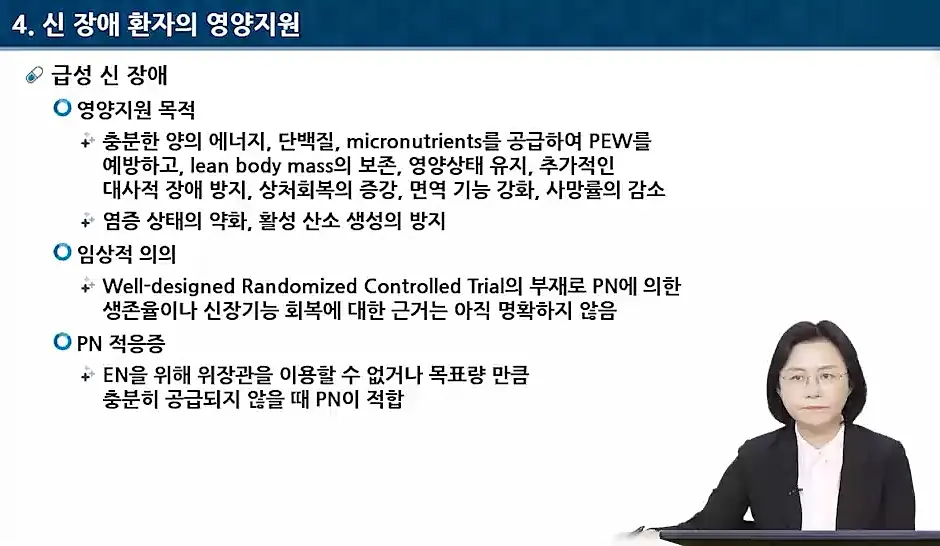 4. 신 장애 환자의 영양지원
급성 신 장애
영양지원 목적
충분한 양의 에너지, 단백질, micronutrients를 공급하여 PEW를
예방하고, lean body mass의 보존, 영양상태 유지, 추가적인
대사적 장애 방지, 상처회복의 증강, 면역 기능 강화, 사망률의 감소
염증 상태의 약화, 활성 산소 생성의 방지
임상적 의의
Well-designed Randomized Controlled Trial의 부재로 PN에 의한
생존율이나 신장기능 회복에 대한 근거는 아직 명확하지 않음
PN 적응증
EN을 위해 위장관을 이용할 수 없거나 목표량 만큼
충분히 공급되지 않을 때 PN이 적합